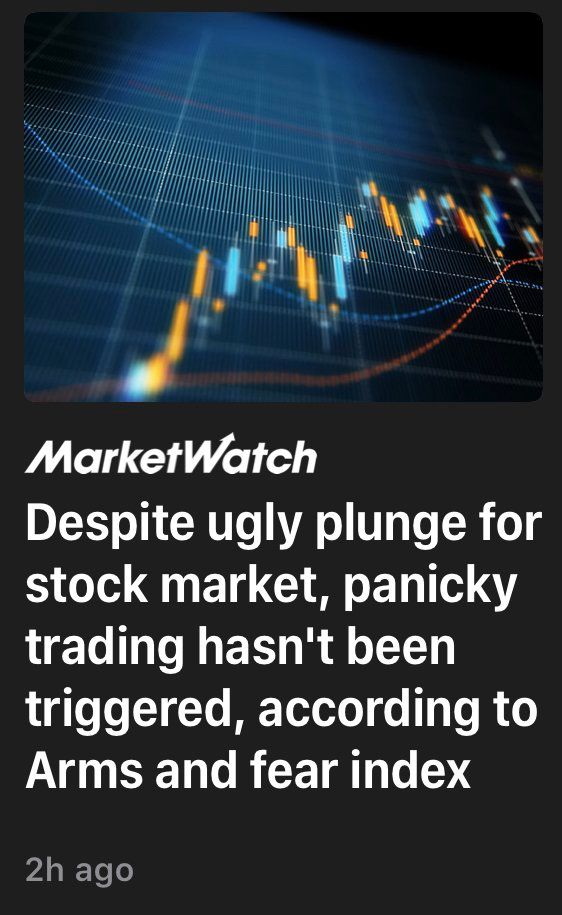 MarketWatch
Despite ugly plunge for
stock market, panicky
trading hasn't been
triggered, according to
Arms and fear index
2h ago